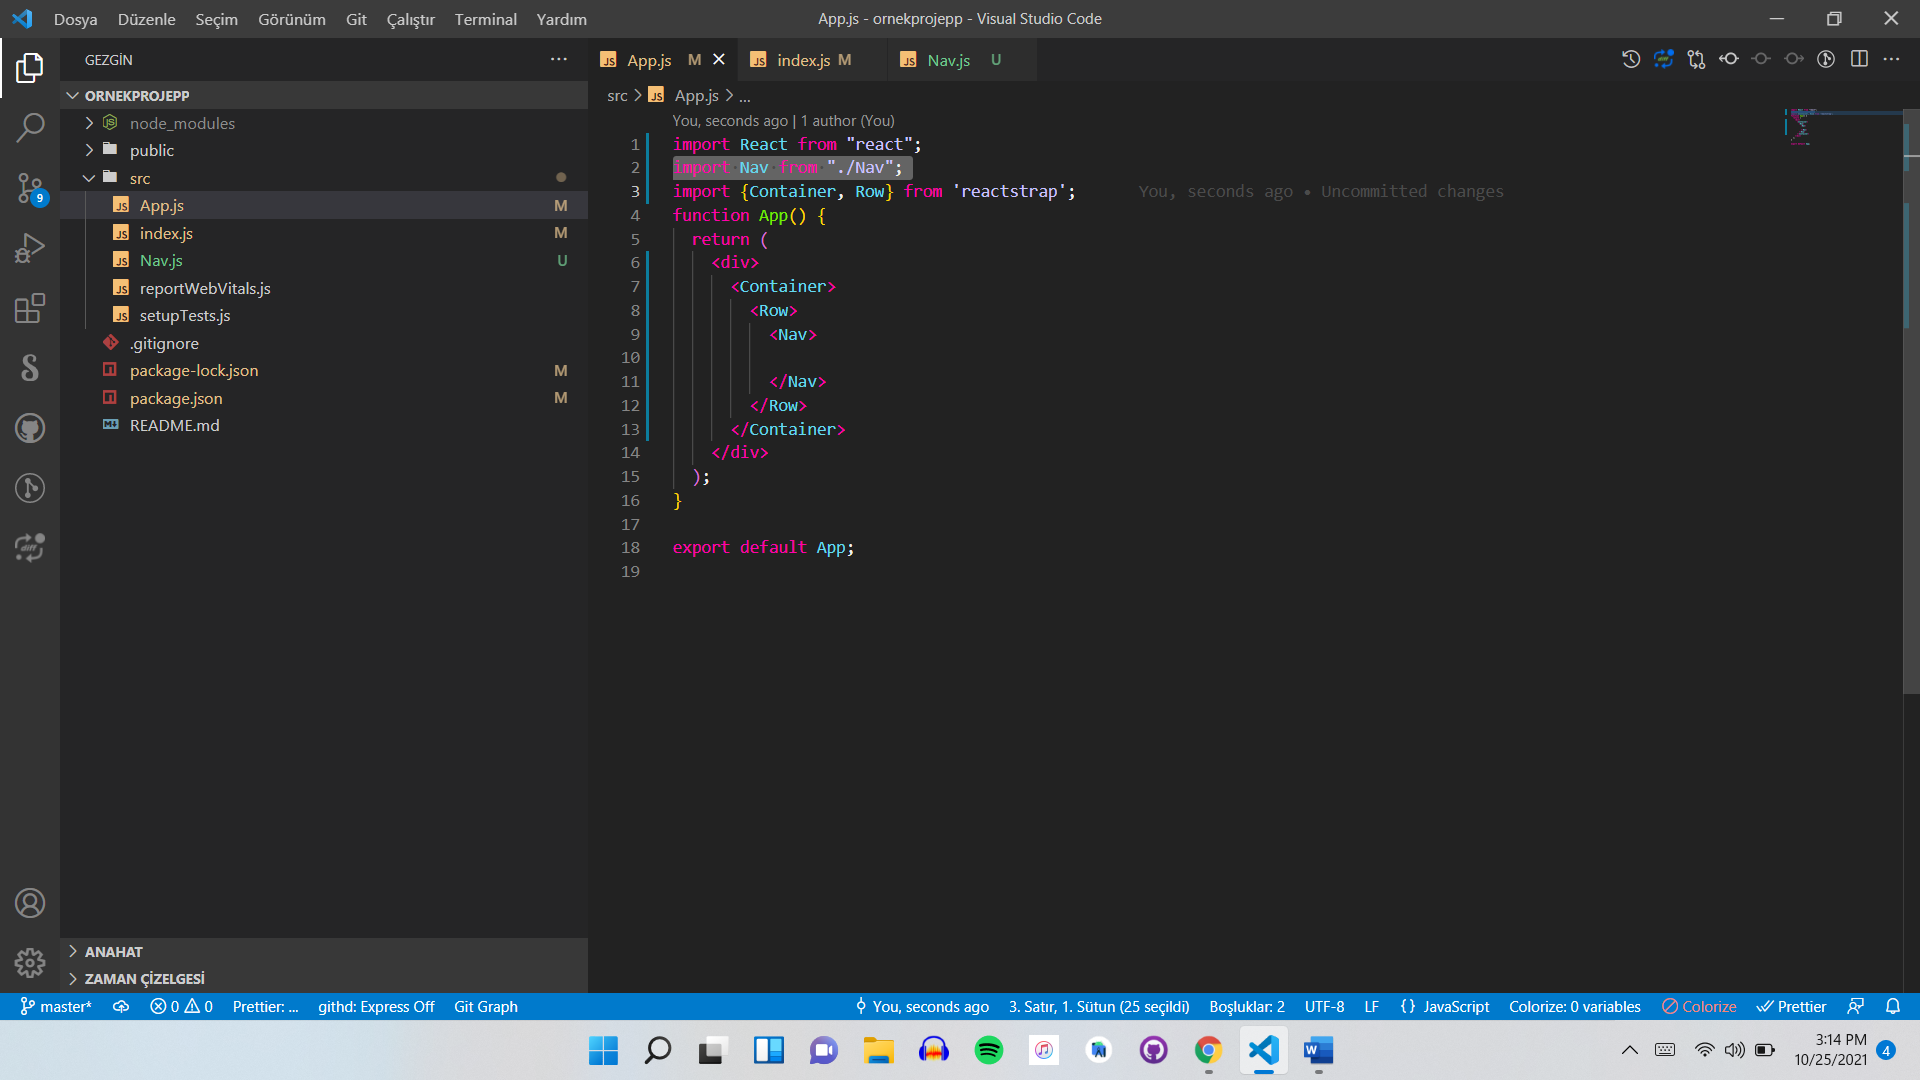 Dosya Düzenle Seçim Görünüm Git Çalıştır Terminal Yardım
App.js - ornekprojepp - Visual Studio Code
GEZGİN
ORNEKPROJEPP
node_modules
public
src
App.js M
index.js M
Nav.js U
reportWebVitals.js
setupTests.js
.gitignore
package-lock.json M
package.json M
README.md
ANAHAT
ZAMAN ÇİZELGESİ
9
diff
App.js M
index.js M
Nav.js U
src > App.js > ...
You, seconds ago | 1 author (You)
1 import React from "react";
2 import Nav from "./Nav";
3 import {Container, Row} from 'reactstrap'; You, seconds ago • Uncommitted changes
4 function App() {
5 return (
6 <div>
7 <Container>
8 <Row>
9 <Nav>
10
11 </Nav>
12 </Row>
13 </Container>
14 </div>
15 );
16 }
17
18 export default App;
19
master* 0 0 Prettier: ... githd: Express Off Git Graph
You, seconds ago 3. Satır, 1. Sütun (25 seçildi) Boşluklar: 2 UTF-8 LF {} JavaScript Colorize: 0 variables Colorize Prettier
3:14 PM
10/25/2021
4